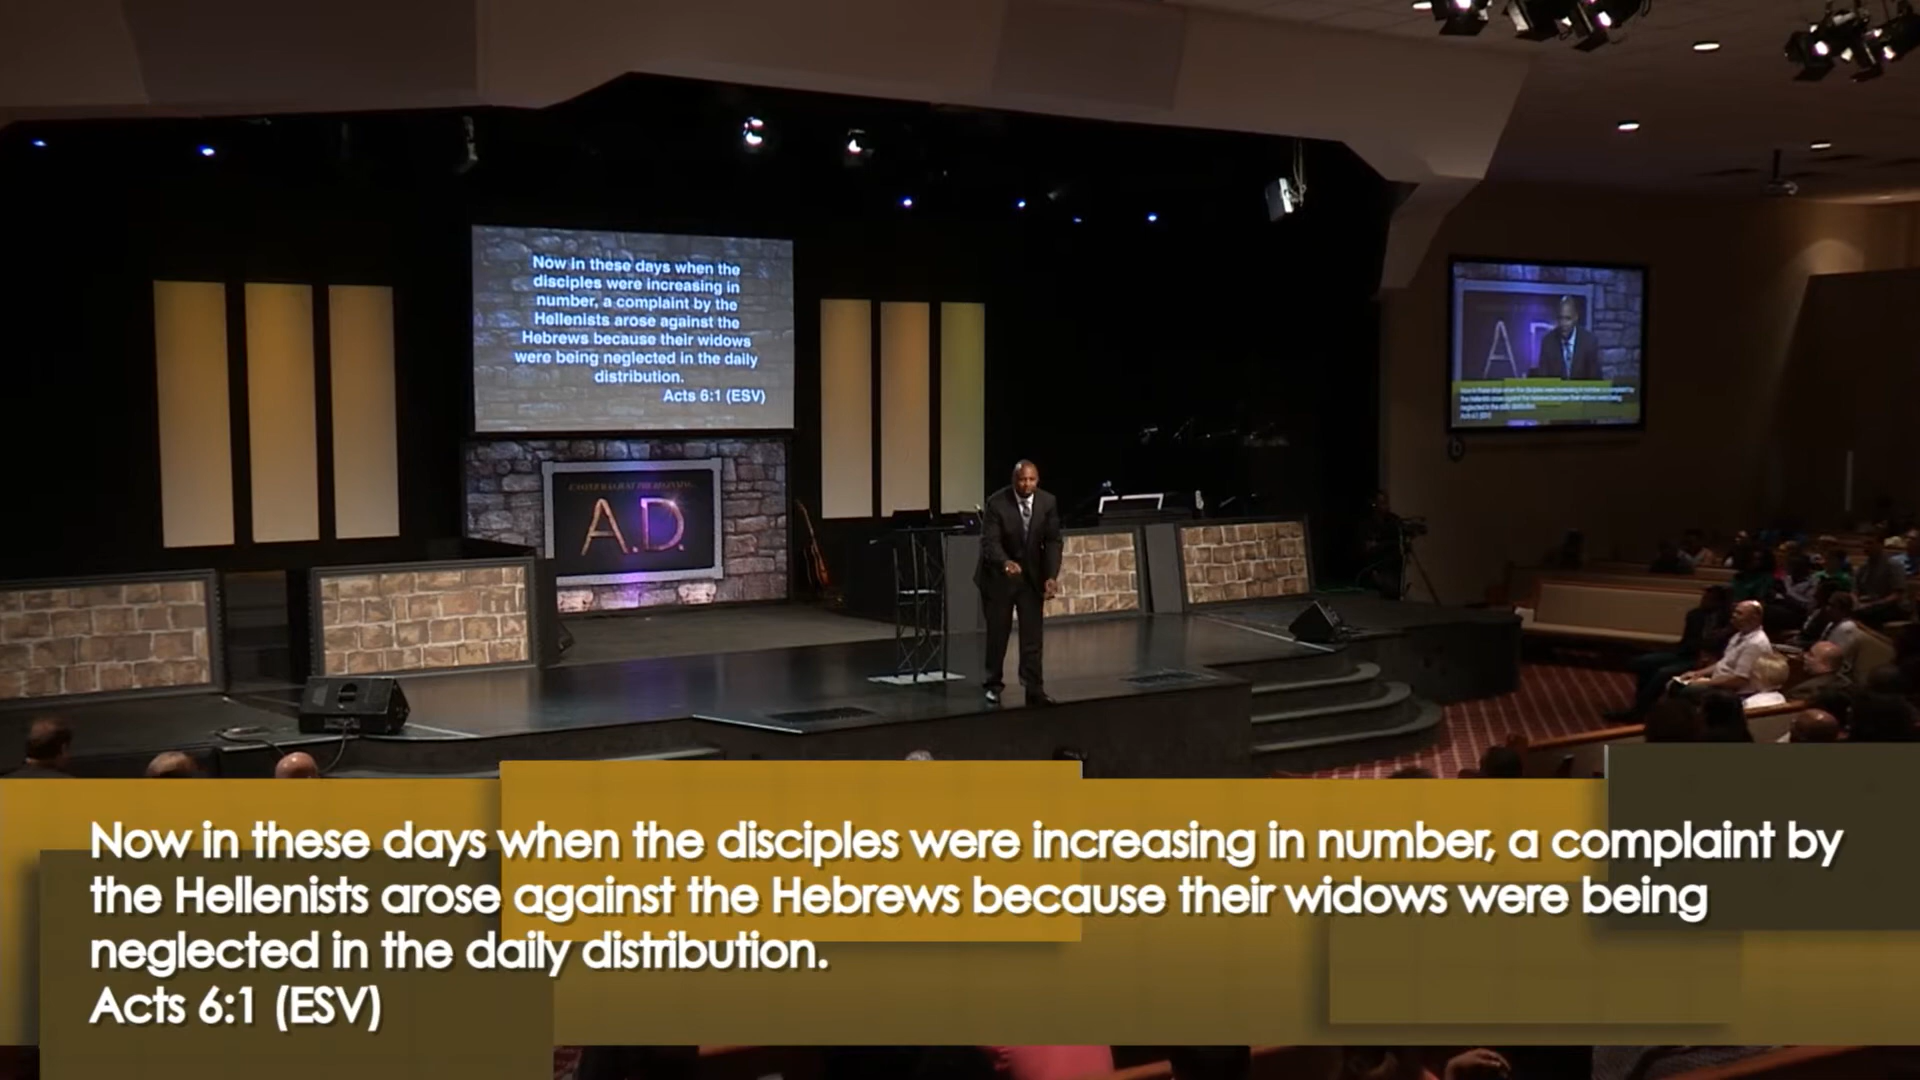 Now in these days when the
disciples were increasing in
number, a complaint by the
Hellenists arose against the
Hebrews because their widows
were being neglected in the daily
distribution.
Acts 6:1 (ESV)
A.D.
Now in these days when the disciples were increasing in number, a complaint by
the Hellenists arose against the Hebrews because their widows were being
neglected in the daily distribution.
Acts 6:1 (ESV)